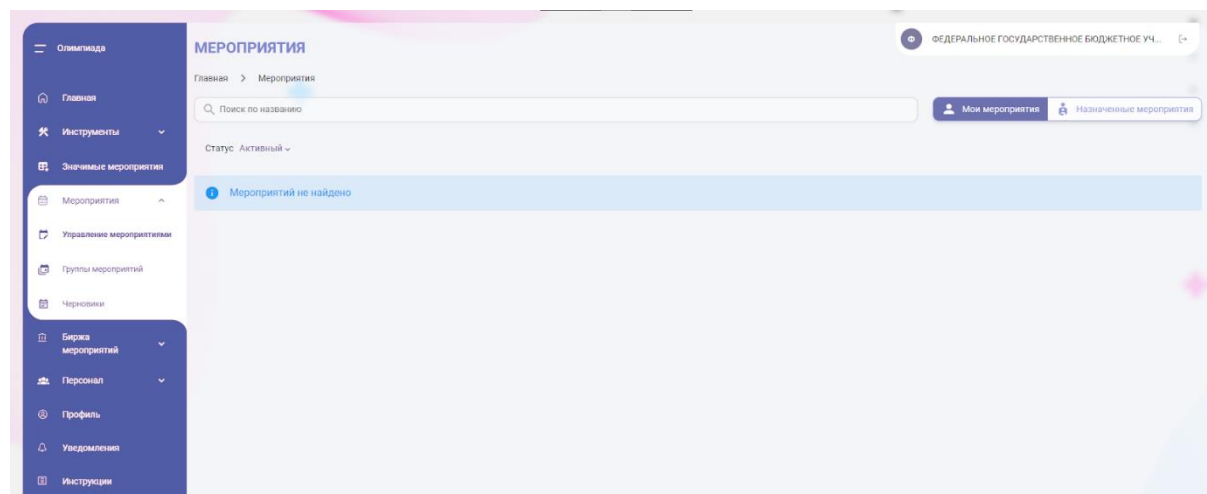 Олимпиада
Главная
Инструменты
Значимые мероприятия
Мероприятия
Управление мероприятиями
Группы мероприятий
Черновики
Биржа
мероприятий
Персонал
Профиль
Уведомления
Инструкции
МЕРОПРИЯТИЯ
Ф ФЕДЕРАЛЬНОЕ ГОСУДАРСТВЕННОЕ БЮДЖЕТНОЕ УЧ...
Главная > Мероприятия
Поиск по названию
Мои мероприятия Назначенные мероприятия
Статус Активный
Мероприятий не найдено